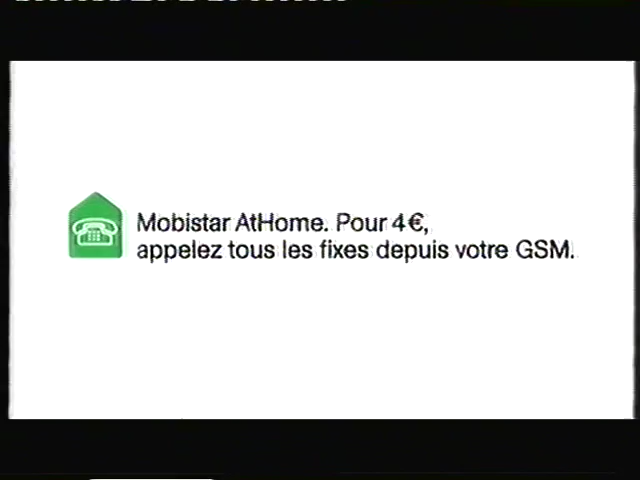 Mobistar AtHome. Pour 4€,
appelez tous les fixes depuis votre GSM.